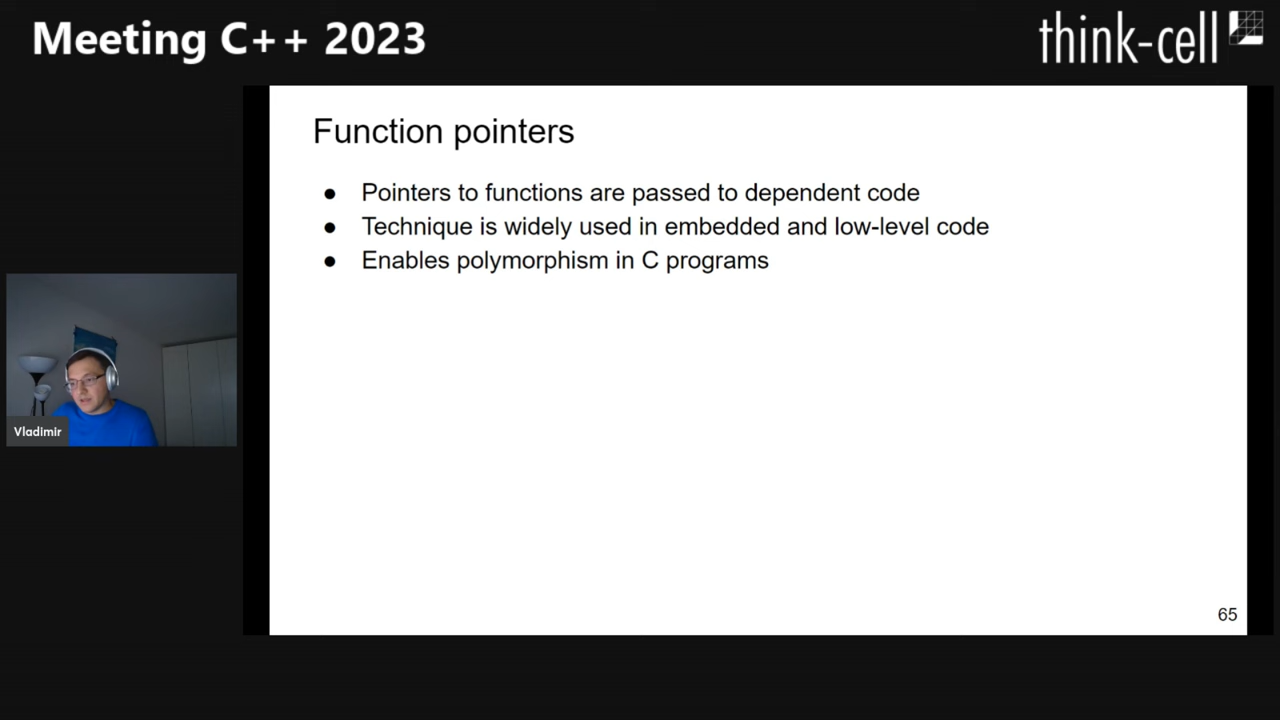 Meeting C++ 2023
think-cell
Function pointers
● Pointers to functions are passed to dependent code
● Technique is widely used in embedded and low-level code
● Enables polymorphism in C programs
Vladimir
65